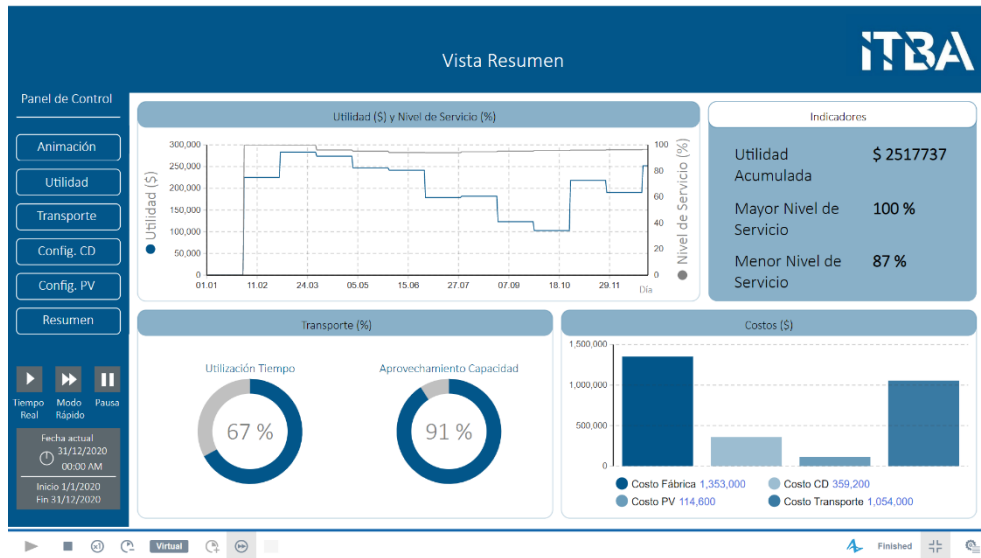 Vista Resumen
ITBA
Panel de Control
Animación
Utilidad
Transporte
Config. CD
Config. PV
Resumen
Tiempo Real
Modo Rápido
Pausa
Fecha actual
31/12/2020
00:00 AM
Inicio 1/1/2020
Fin 31/12/2020
Utilidad ($) y Nivel de Servicio (%)
Utilidad ($)
300,000
250,000
200,000
150,000
100,000
50,000
0
100
80
60
40
20
0
Nivel de Servicio (%)
01.01 11.02 24.03 05.05 15.06 27.07 07.09 18.10 29.11
Día
Indicadores
Utilidad Acumulada $ 2517737
Mayor Nivel de Servicio 100 %
Menor Nivel de Servicio 87 %
Transporte (%)
Utilización Tiempo
67 %
Aprovechamiento Capacidad
91 %
Costos ($)
1,500,000
1,000,000
500,000
0
Costo Fábrica 1,353,000 Costo CD 359,200
Costo PV 114,600 Costo Transporte 1,054,000
x1
Virtual
Finished